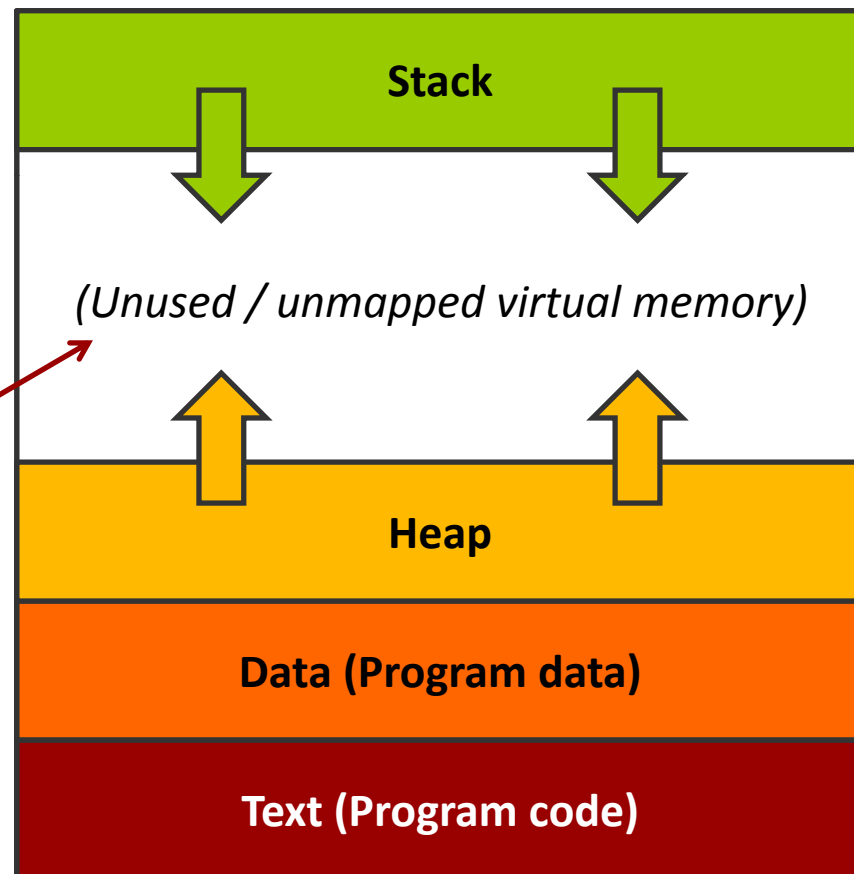 Stack
(Unused / unmapped virtual memory)
Heap
Data (Program data)
Text (Program code)